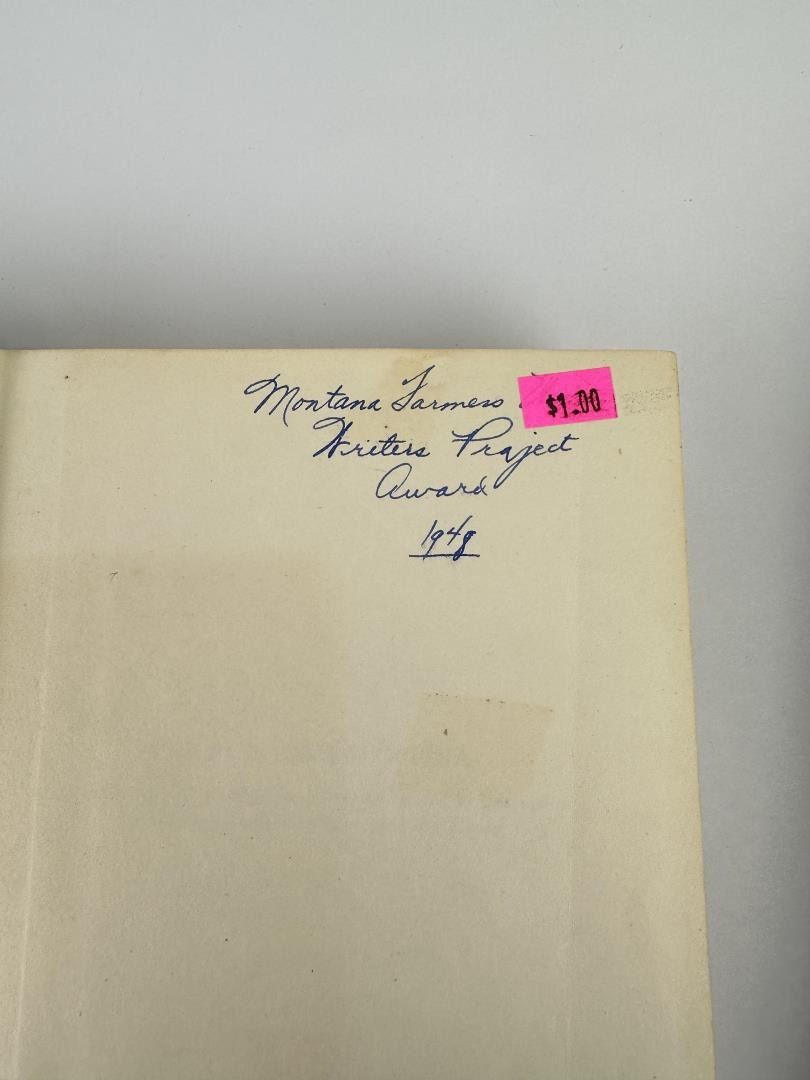 Montana Farmers
$1.00
Writers Project
Award
1948